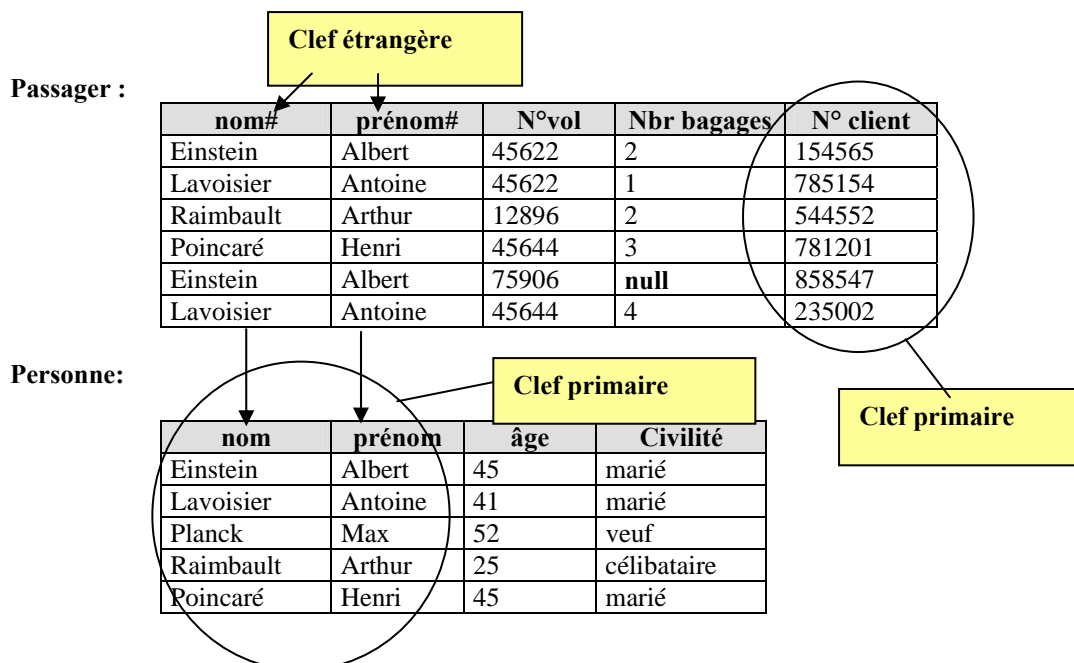 Clef étrangère
Passager :
nom# prénom# N°vol Nbr bagages N° client
Einstein Albert 45622 2 154565
Lavoisier Antoine 45622 1 785154
Raimbault Arthur 12896 2 544552
Poincaré Henri 45644 3 781201
Einstein Albert 75906 null 858547
Lavoisier Antoine 45644 4 235002
Personne:
Clef primaire
Clef primaire
nom prénom âge Civilité
Einstein Albert 45 marié
Lavoisier Antoine 41 marié
Planck Max 52 veuf
Raimbault Arthur 25 célibataire
Poincaré Henri 45 marié